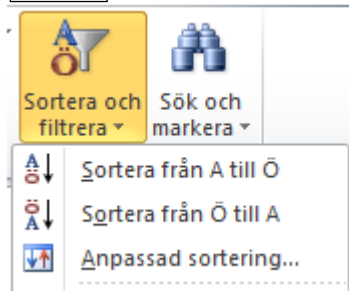 Sortera och
filtrera
Sök och
markera
Sortera från A till Ö
Sortera från Ö till A
Anpassad sortering...